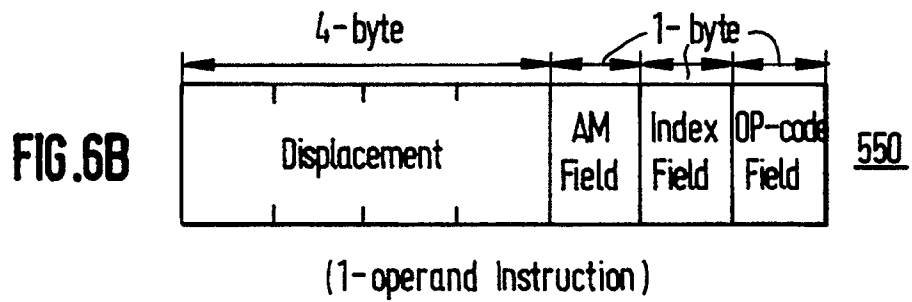 4-byte 1-byte
FIG.6B
Displacement
AM Field
Index Field
OP-code Field
550
(1-operand Instruction)